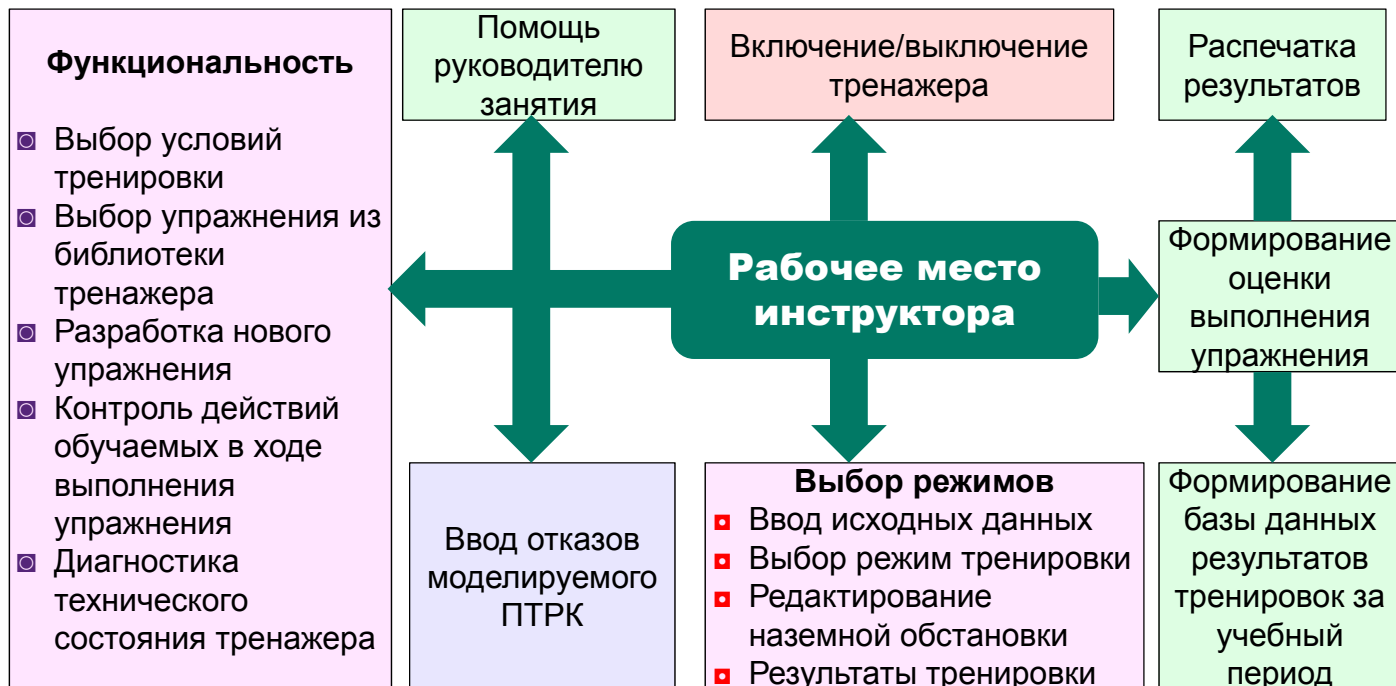 Функциональность
Выбор условий
тренировки
Выбор упражнения из
библиотеки
тренажера
Разработка нового
упражнения
Контроль действий
обучаемых в ходе
выполнения
упражнения
Диагностика
технического
состояния тренажера
Помощь
руководителю
занятия
Включение/выключение
тренажера
Распечатка
результатов
Рабочее место
инструктора
Формирование
оценки
выполнения
упражнения
Ввод отказов
моделируемого
ПТРК
Выбор режимов
Ввод исходных данных
Выбор режим тренировки
Редактирование
наземной обстановки
Результаты тренировки
Формирование
базы данных
результатов
тренировок за
учебный
период